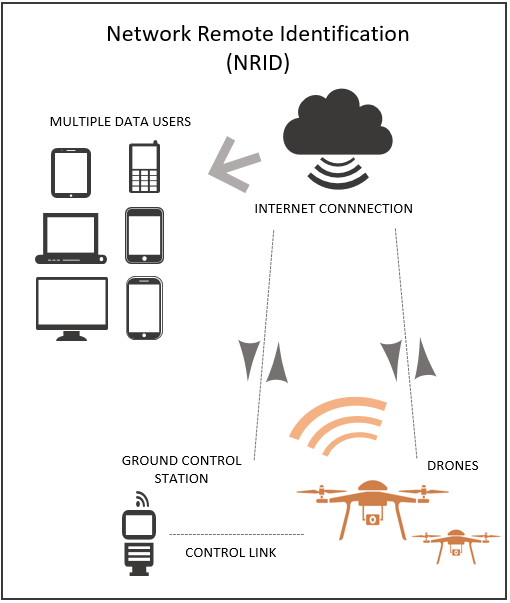 Network Remote Identification
(NRID)
MULTIPLE DATA USERS
INTERNET CONNNECTION
GROUND CONTROL
STATION
DRONES
CONTROL LINK